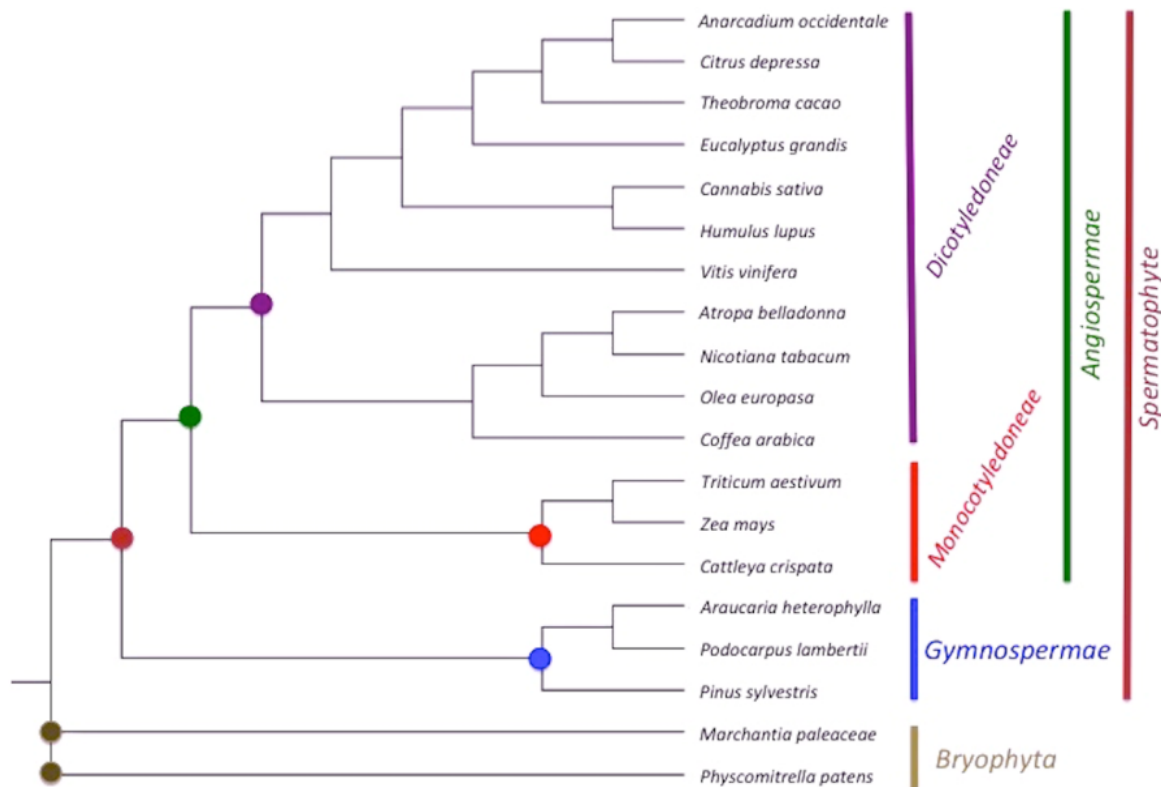 Anarcadium occidentale
Citrus depressa
Theobroma cacao
Eucalyptus grandis
Cannabis sativa
Humulus lupus
Vitis vinifera
Atropa belladonna
Nicotiana tabacum
Olea europasa
Coffea arabica
Triticum aestivum
Zea mays
Cattleya crispata
Araucaria heterophylla
Podocarpus lambertii
Pinus sylvestris
Marchantia paleaceae
Physcomitrella patens
Dicotyledoneae
Monocotyledoneae
Gymnospermae
Bryophyta
Angiospermae
Spermatophyte